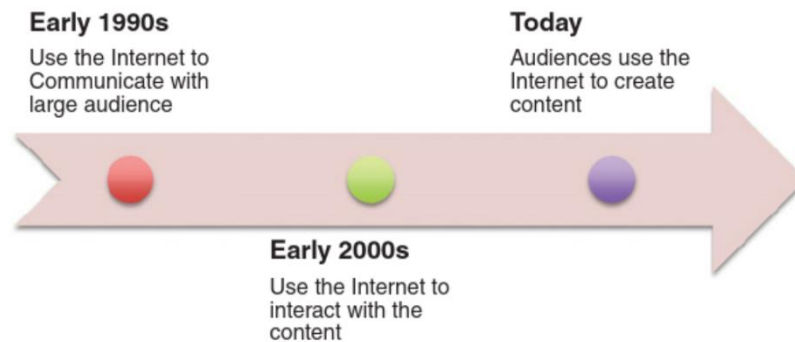 Early 1990s
Use the Internet to
Communicate with
large audience
Early 2000s
Use the Internet to
interact with the
content
Today
Audiences use the
Internet to create
content